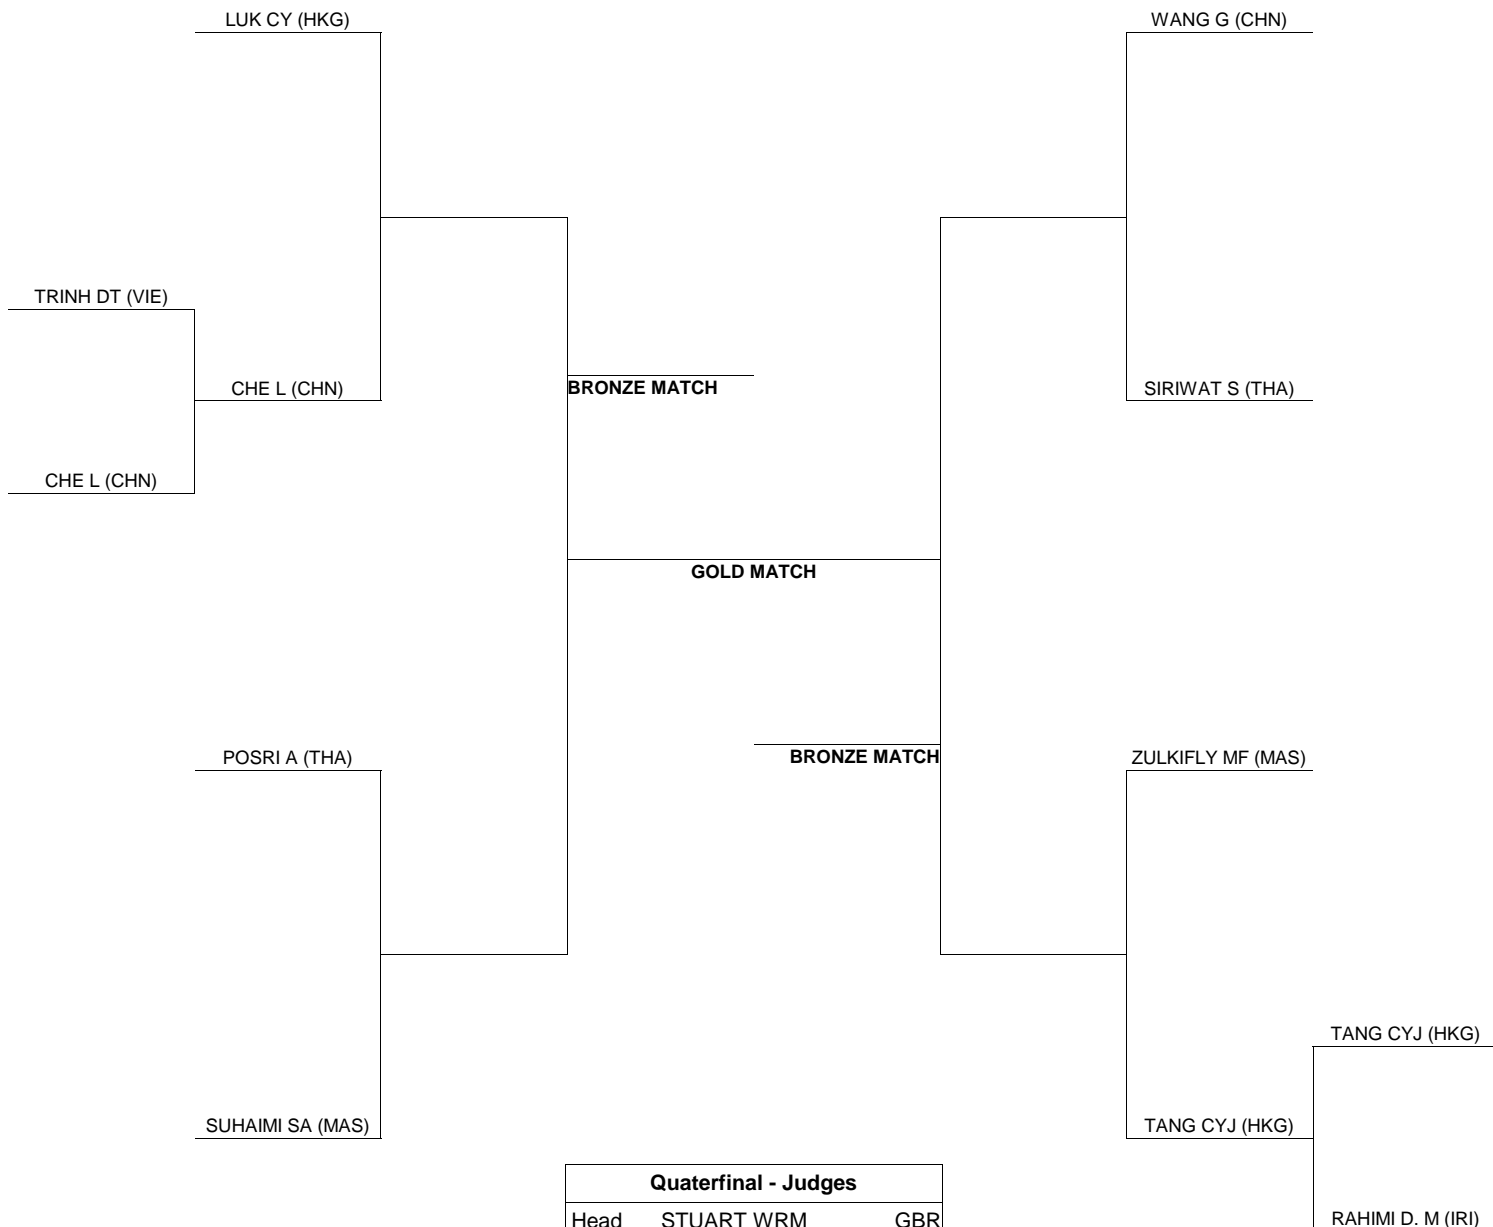 LUK CY (HKG)
WANG G (CHN)
TRINH DT (VIE)
CHE L (CHN)
BRONZE MATCH
SIRIWAT S (THA)
CHE L (CHN)
GOLD MATCH
POSRI A (THA)
BRONZE MATCH
ZULKIFLY MF (MAS)
TANG CYJ (HKG)
SUHAIMI SA (MAS)
TANG CYJ (HKG)
Quaterfinal - Judges
Head STUART WRM GBR
RAHIMI D. M (IRI)